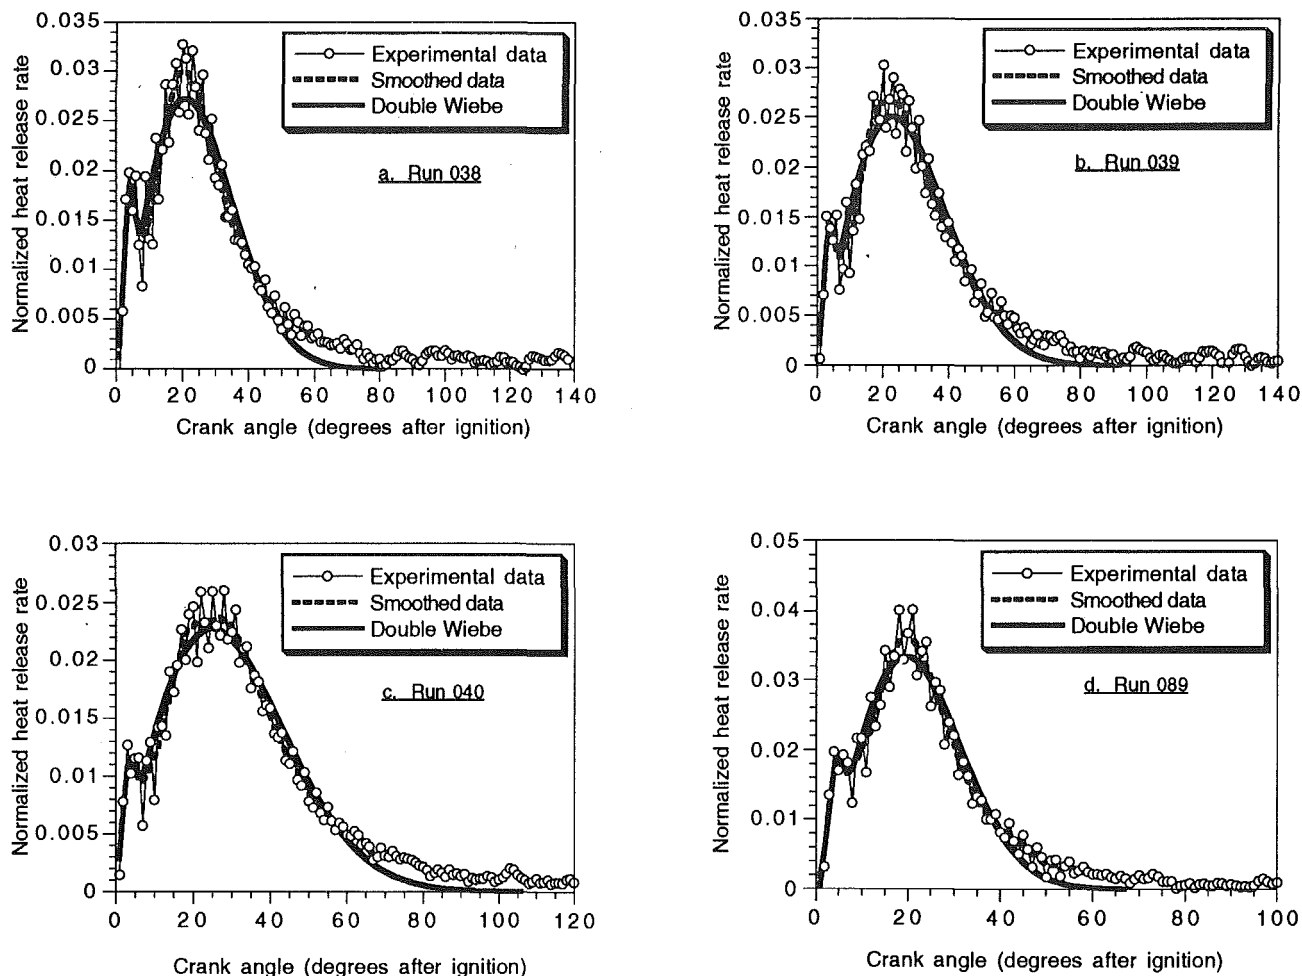 Normalized heat release rate
0.035
0.03
0.025
0.02
0.015
0.01
0.005
0
Experimental data
Smoothed data
Double Wiebe
a. Run 038
0 20 40 60 80 100 120 140
Crank angle (degrees after ignition)
Normalized heat release rate
0.035
0.03
0.025
0.02
0.015
0.01
0.005
0
Experimental data
Smoothed data
Double Wiebe
b. Run 039
0 20 40 60 80 100 120 140
Crank angle (degrees after ignition)
Normalized heat release rate
0.03
0.025
0.02
0.015
0.01
0.005
0
Experimental data
Smoothed data
Double Wiebe
c. Run 040
0 20 40 60 80 100 120
Crank angle (degrees after ignition)
Normalized heat release rate
0.05
0.04
0.03
0.02
0.01
0
Experimental data
Smoothed data
Double Wiebe
d. Run 089
0 20 40 60 80 100
Crank angle (degrees after ignition)